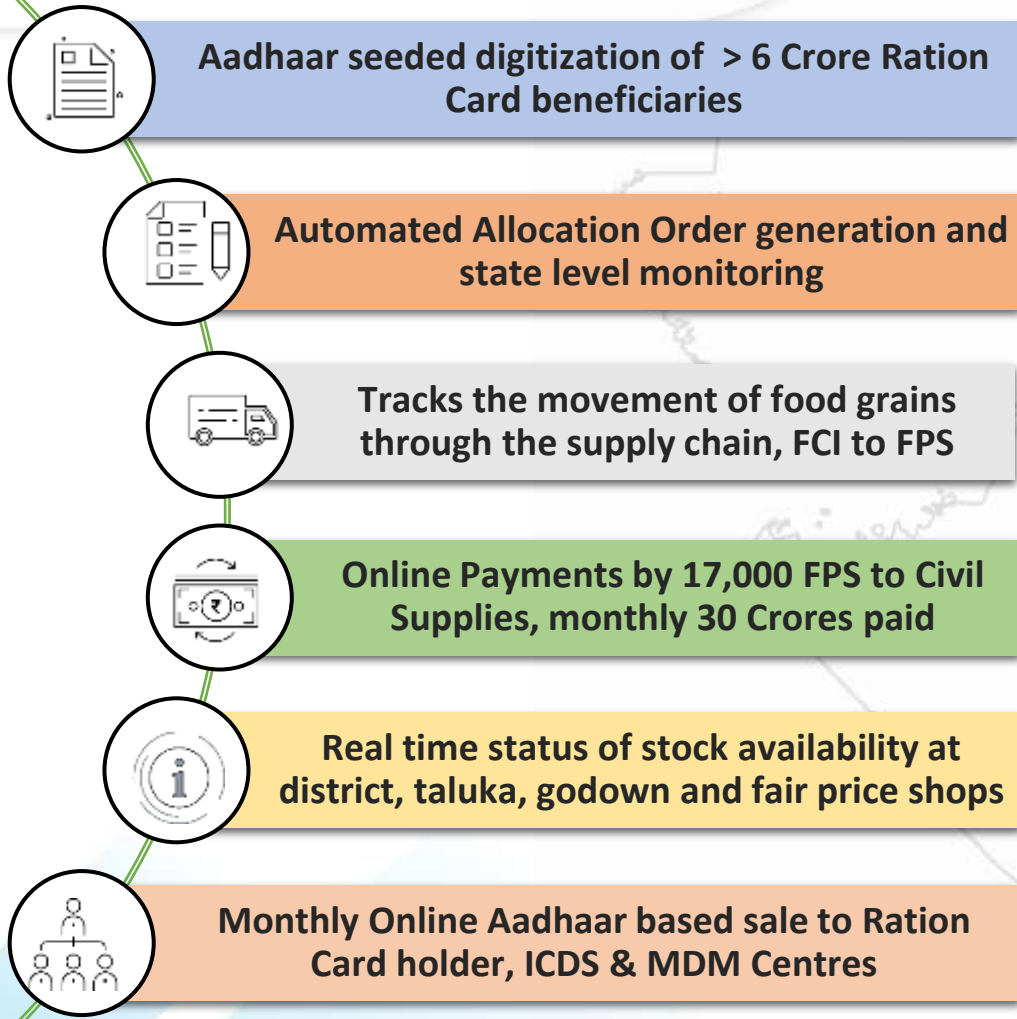 Aadhaar seeded digitization of > 6 Crore Ration
Card beneficiaries
Automated Allocation Order generation and
state level monitoring
Tracks the movement of food grains
through the supply chain, FCI to FPS
Online Payments by 17,000 FPS to Civil
Supplies, monthly 30 Crores paid
Real time status of stock availability at
district, taluka, godown and fair price shops
Monthly Online Aadhaar based sale to Ration
Card holder, ICDS & MDM Centres